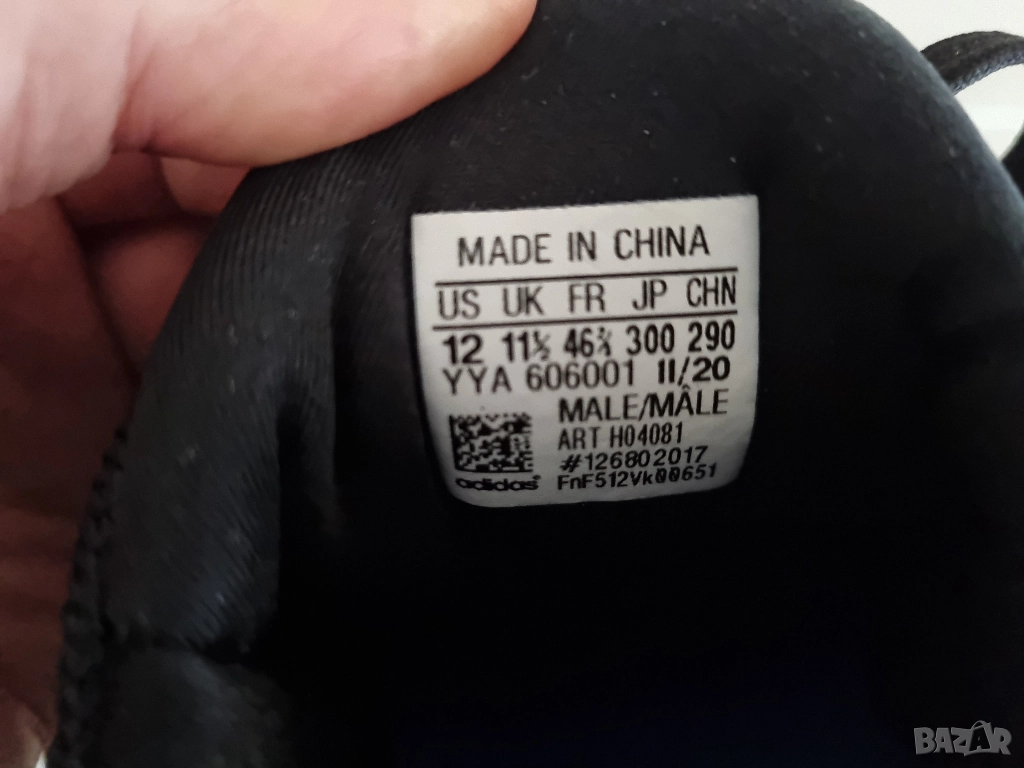 MADE IN CHINA
US UK FR JP CHN
12 11½ 46⅔ 300 290
YYA 606001 11/20
MALE/MÂLE
ART H04081
#126802017
adidas FnF512Vk00651
BAZAR